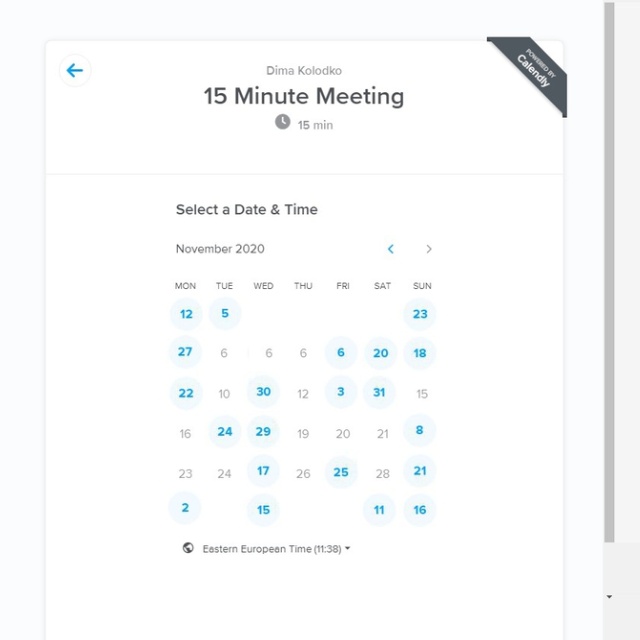 Dima Kolodko
15 Minute Meeting
15 min
POWERED BY
Calendly
Select a Date & Time
November 2020
MON TUE WED THU FRI SAT SUN
12 5 23
27 6 6 6 6 20 18
22 10 30 12 3 31 15
16 24 29 19 20 21 8
23 24 17 26 25 28 21
2 15 11 16
Eastern European Time (11:38)